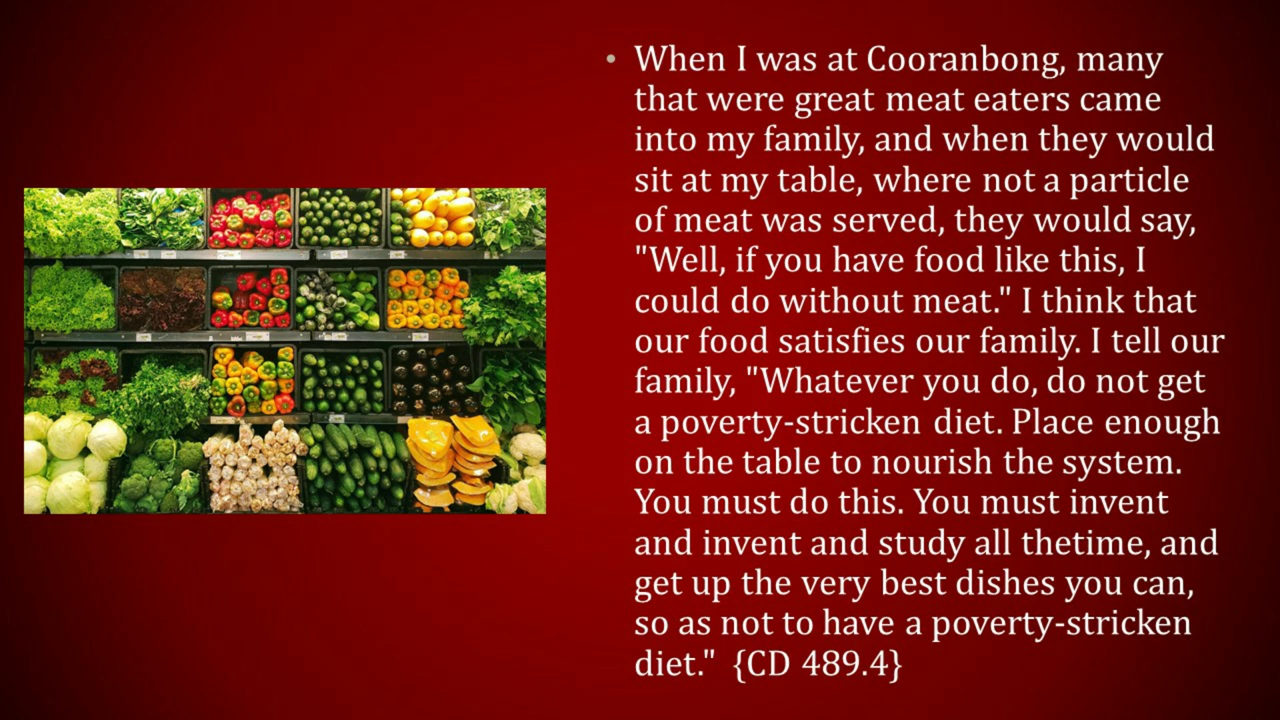 • When I was at Cooranbong, many
that were great meat eaters came
into my family, and when they would
sit at my table, where not a particle
of meat was served, they would say,
"Well, if you have food like this, I
could do without meat." I think that
our food satisfies our family. I tell our
family, "Whatever you do, do not get
a poverty-stricken diet. Place enough
on the table to nourish the system.
You must do this. You must invent
and invent and study all thetime, and
get up the very best dishes you can,
so as not to have a poverty-stricken
diet." {CD 489.4}